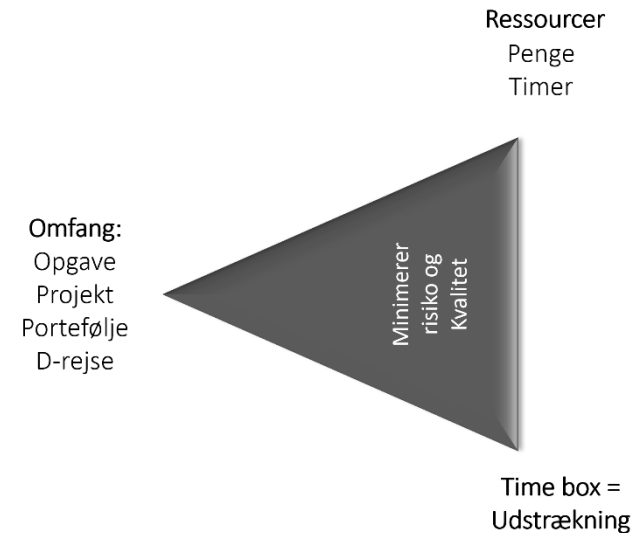 Ressourcer
Penge
Timer
Omfang:
Opgave
Projekt
Portefølje
D-rejse
Minimerer
risiko og
Kvalitet
Time box =
Udstrækning